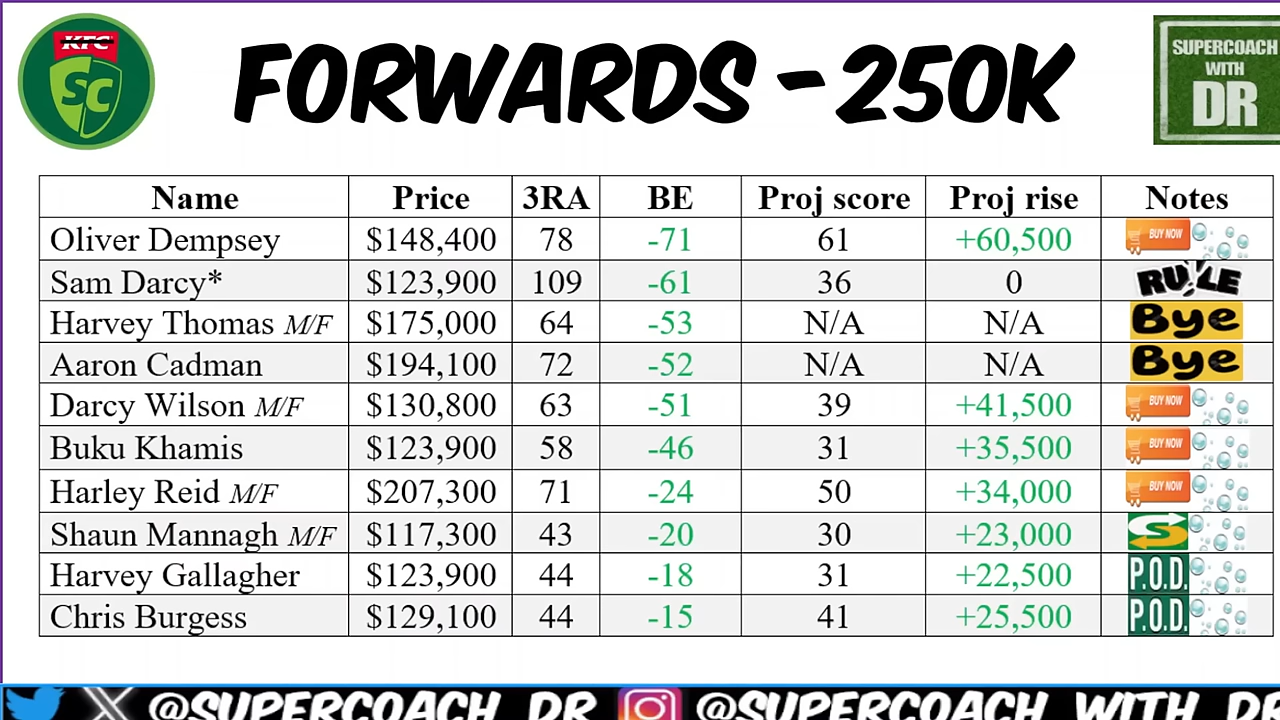 KFC
SC
FORWARDS - 250K
SUPERCOACH
WITH
DR
Name Price 3RA BE Proj score Proj rise Notes
Oliver Dempsey $148,400 78 -71 61 +60,500 BUY NOW
Sam Darcy* $123,900 109 -61 36 0 RULE
Harvey Thomas M/F $175,000 64 -53 N/A N/A Bye
Aaron Cadman $194,100 72 -52 N/A N/A Bye
Darcy Wilson M/F $130,800 63 -51 39 +41,500 BUY NOW
Buku Khamis $123,900 58 -46 31 +35,500 BUY NOW
Harley Reid M/F $207,300 71 -24 50 +34,000 BUY NOW
Shaun Mannagh M/F $117,300 43 -20 30 +23,000 S
Harvey Gallagher $123,900 44 -18 31 +22,500 P.O.D.
Chris Burgess $129,100 44 -15 41 +25,500 P.O.D.
@SUPERCOACH_DR @SUPERCOACH_WITH_DR